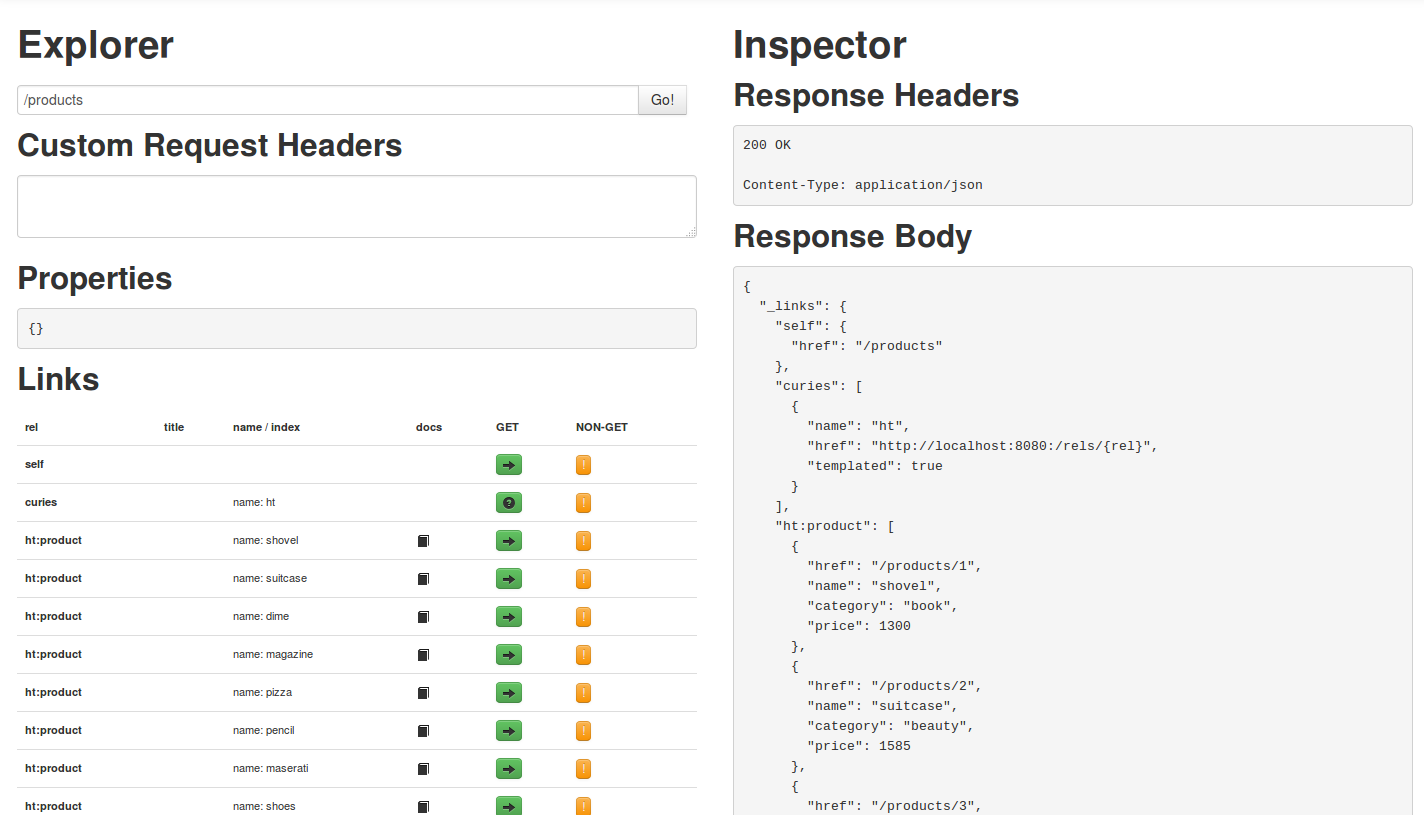 Explorer
/products Go!
Custom Request Headers
Properties
{}
Links
rel title name / index docs GET NON-GET
self
curies name: ht
ht:product name: shovel
ht:product name: suitcase
ht:product name: dime
ht:product name: magazine
ht:product name: pizza
ht:product name: pencil
ht:product name: maserati
ht:product name: shoes
Inspector
Response Headers
200 OK
Content-Type: application/json
Response Body
{
  "_links": {
    "self": {
      "href": "/products"
    },
    "curies": [
      {
        "name": "ht",
        "href": "http://localhost:8080:/rels/{rel}",
        "templated": true
      }
    ],
    "ht:product": [
      {
        "href": "/products/1",
        "name": "shovel",
        "category": "book",
        "price": 1300
      },
      {
        "href": "/products/2",
        "name": "suitcase",
        "category": "beauty",
        "price": 1585
      },
      {
        "href": "/products/3",